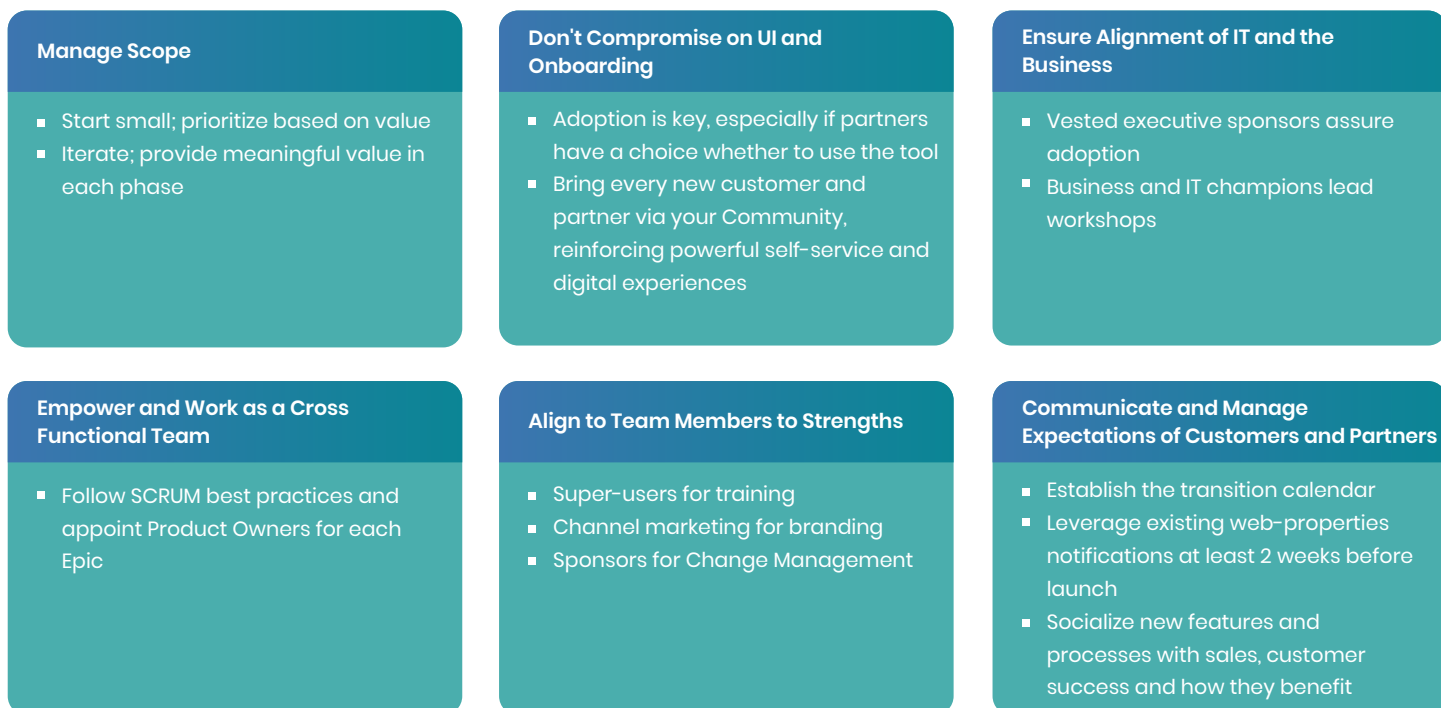 Manage Scope
Start small; prioritize based on value
Iterate; provide meaningful value in
each phase
Don't Compromise on UI and
Onboarding
Adoption is key, especially if partners
have a choice whether to use the tool
Bring every new customer and
partner via your Community,
reinforcing powerful self-service and
digital experiences
Ensure Alignment of IT and the
Business
Vested executive sponsors assure
adoption
Business and IT champions lead
workshops
Empower and Work as a Cross
Functional Team
Follow SCRUM best practices and
appoint Product Owners for each
Epic
Align to Team Members to Strengths
Super-users for training
Channel marketing for branding
Sponsors for Change Management
Communicate and Manage
Expectations of Customers and Partners
Establish the transition calendar
Leverage existing web-properties
notifications at least 2 weeks before
launch
Socialize new features and
processes with sales, customer
success and how they benefit